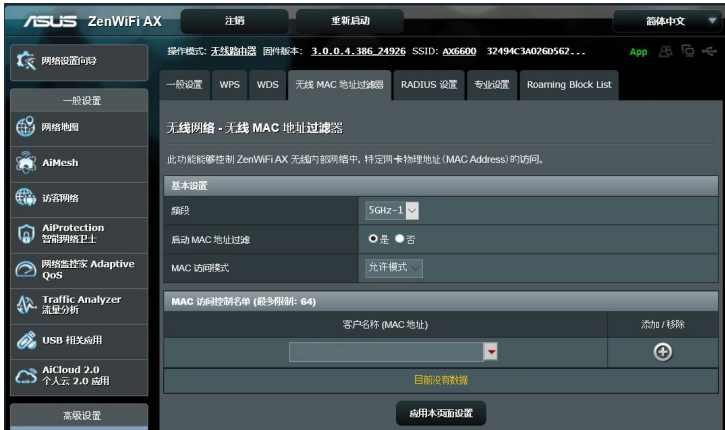 ASUS ZenWiFi AX 注销 重新启动 简体中文
操作模式: 无线路由器 固件版本: 3.0.0.4.386_24926 SSID: AX6600 32494C3A026D562... App
网络设置向导
一般设置 WPS WDS 无线 MAC 地址过滤器 RADIUS 设置 专业设置 Roaming Block List
一般设置
网络地图
AiMesh
访客网络
AiProtection
智能网络卫士
网络监控家 Adaptive
QoS
Traffic Analyzer
流量分析
USB 相关应用
AiCloud 2.0
个人云 2.0 应用
高级设置
无线网络 - 无线 MAC 地址过滤器
此功能能够控制 ZenWiFi AX 无线内部网络中, 特定网卡物理地址 (MAC Address) 的访问。
基本设置
频段 5GHz-1
启动 MAC 地址过滤 是 否
MAC 访问模式 允许模式
MAC 访问控制名单 (最多限制: 64)
客户名称 (MAC 地址) 添加 / 移除
目前没有数据
应用本页面设置